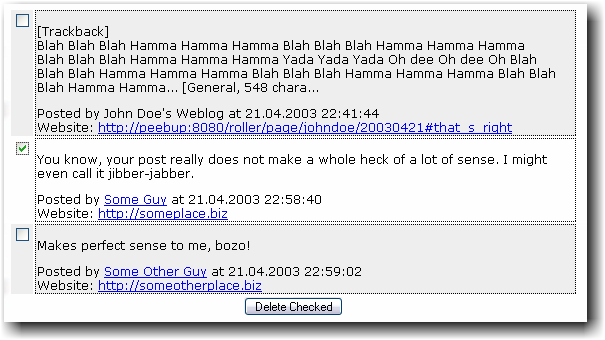 [Trackback]
Blah Blah Blah Hamma Hamma Hamma Blah Blah Blah Hamma Hamma Hamma
Blah Blah Blah Hamma Hamma Hamma Yada Yada Yada Oh dee Oh dee Oh Blah
Blah Blah Hamma Hamma Hamma Blah Blah Blah Hamma Hamma Hamma Blah Blah
Blah Hamma Hamma... [General, 548 chara...
Posted by John Doe's Weblog at 21.04.2003 22:41:44
Website: http://peebup:8080/roller/page/johndoe/20030421#that_s_right
You know, your post really does not make a whole heck of a lot of sense. I might
even call it jibber-jabber.
Posted by Some Guy at 21.04.2003 22:58:40
Website: http://someplace.biz
Makes perfect sense to me, bozo!
Posted by Some Other Guy at 21.04.2003 22:59:02
Website: http://someotherplace.biz
Delete Checked